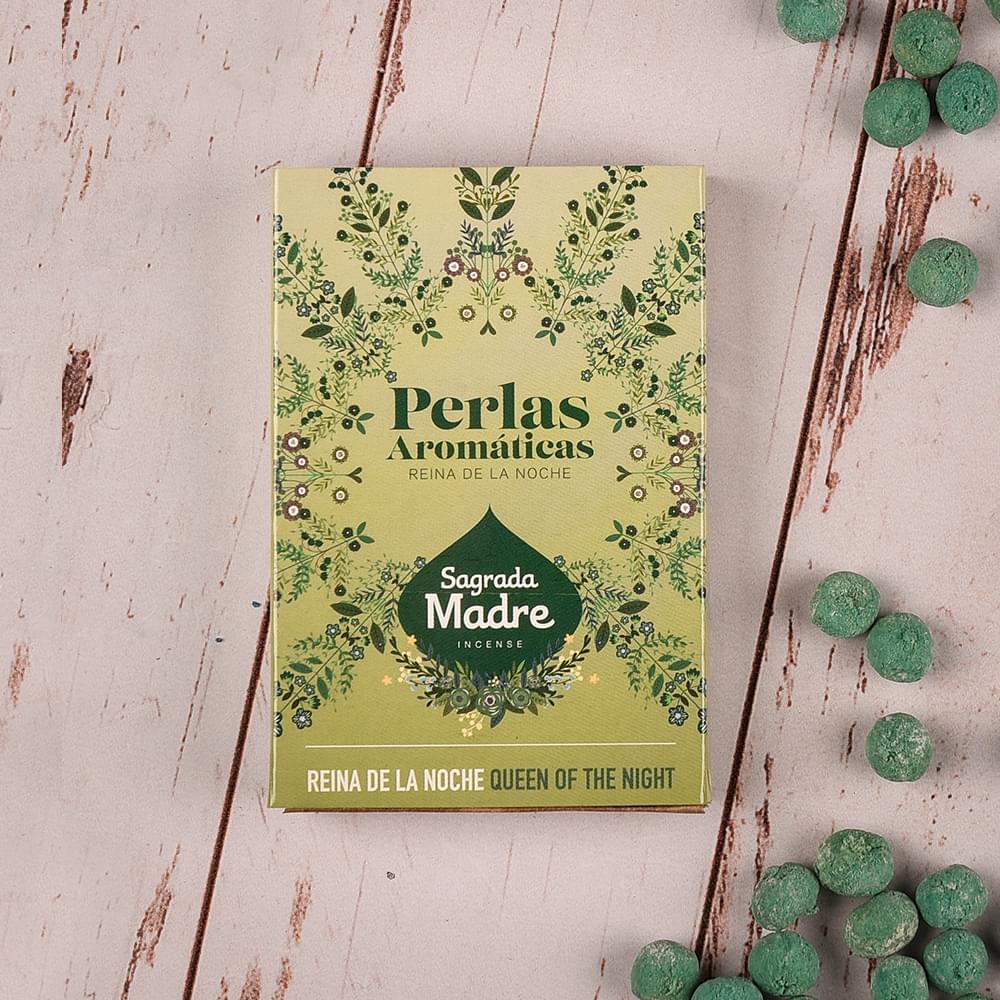 Perlas
Aromáticas
REINA DE LA NOCHE
Sagrada
Madre
INCENSE
REINA DE LA NOCHE QUEEN OF THE NIGHT